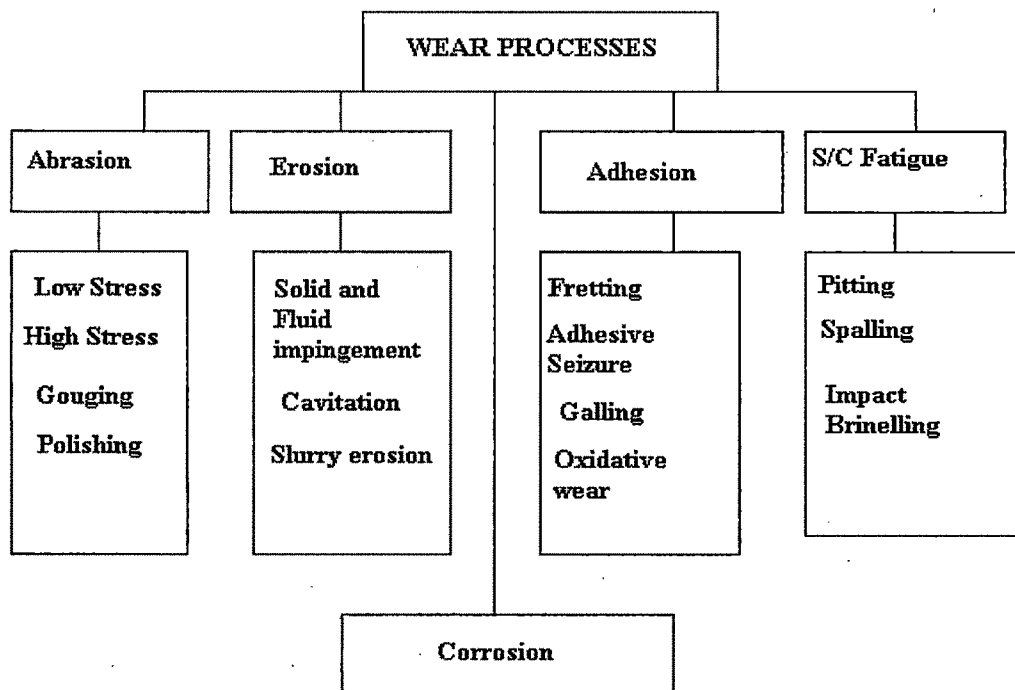 WEAR PROCESSES
Abrasion
Erosion
Adhesion
S/C Fatigue
Low Stress
High Stress
Gouging
Polishing
Solid and
Fluid
impingement
Cavitation
Slurry erosion
Fretting
Adhesive
Seizure
Galling
Oxidative
wear
Pitting
Spalling
Impact
Brinelling
Corrosion